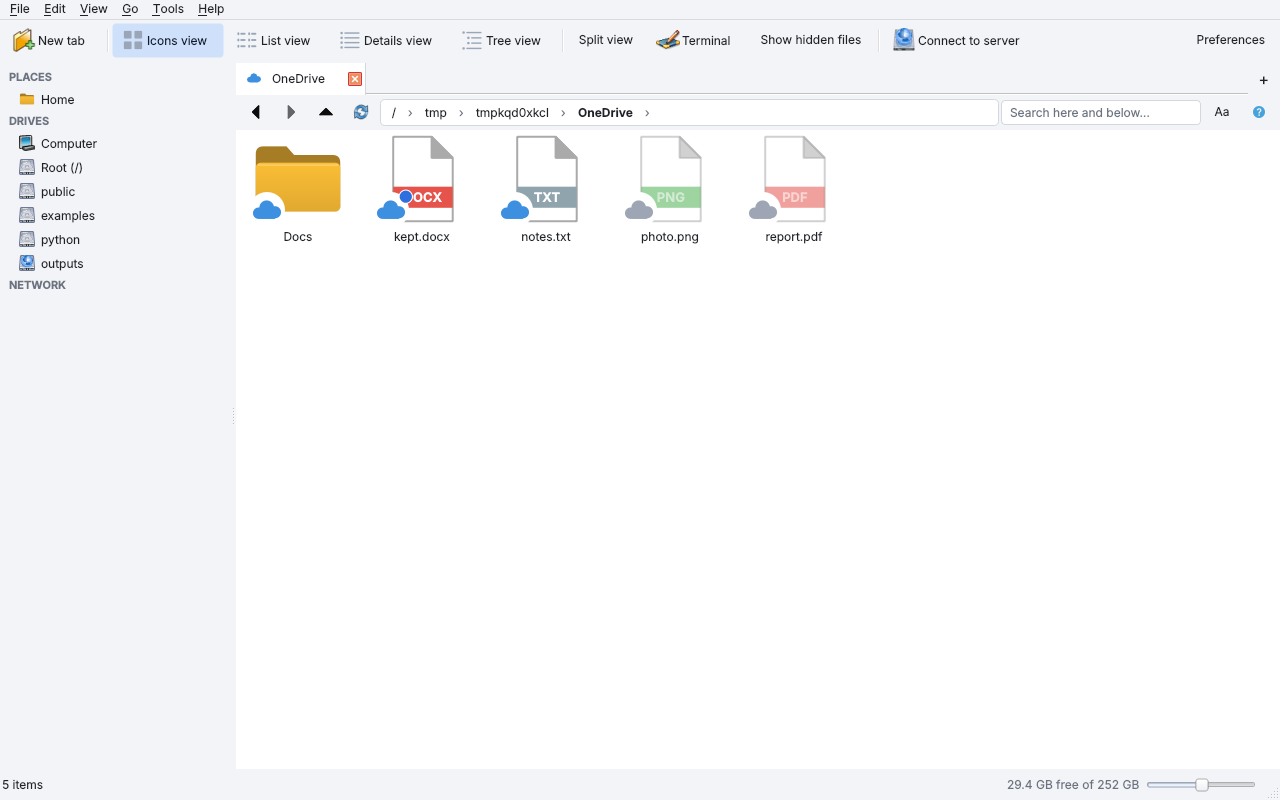 File Edit View Go Tools Help
New tab Icons view List view Details view Tree view Split view Terminal Show hidden files Connect to server Preferences
PLACES
Home
DRIVES
Computer
Root (/)
public
examples
python
outputs
NETWORK
OneDrive
+
/ › tmp › tmpkqd0xkcl › OneDrive ›
Search here and below...
Aa
?
DOCX TXT PNG PDF
Docs kept.docx notes.txt photo.png report.pdf
5 items
29.4 GB free of 252 GB